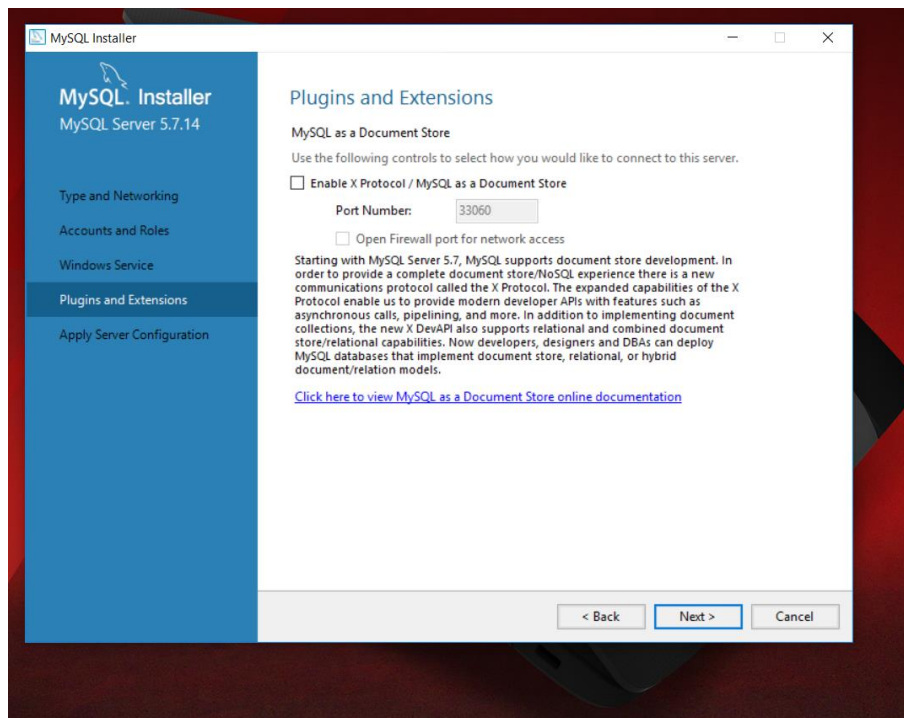 MySQL Installer
MySQL. Installer
MySQL Server 5.7.14
Type and Networking
Accounts and Roles
Windows Service
Plugins and Extensions
Apply Server Configuration
Plugins and Extensions
MySQL as a Document Store
Use the following controls to select how you would like to connect to this server.
Enable X Protocol / MySQL as a Document Store
Port Number: 33060
Open Firewall port for network access
Starting with MySQL Server 5.7, MySQL supports document store development. In
order to provide a complete document store/NoSQL experience there is a new
communications protocol called the X Protocol. The expanded capabilities of the X
Protocol enable us to provide modern developer APIs with features such as
asynchronous calls, pipelining, and more. In addition to implementing document
collections, the new X DevAPI also supports relational and combined document
store/relational capabilities. Now developers, designers and DBAs can deploy
MySQL databases that implement document store, relational, or hybrid
document/relation models.
Click here to view MySQL as a Document Store online documentation
< Back Next > Cancel